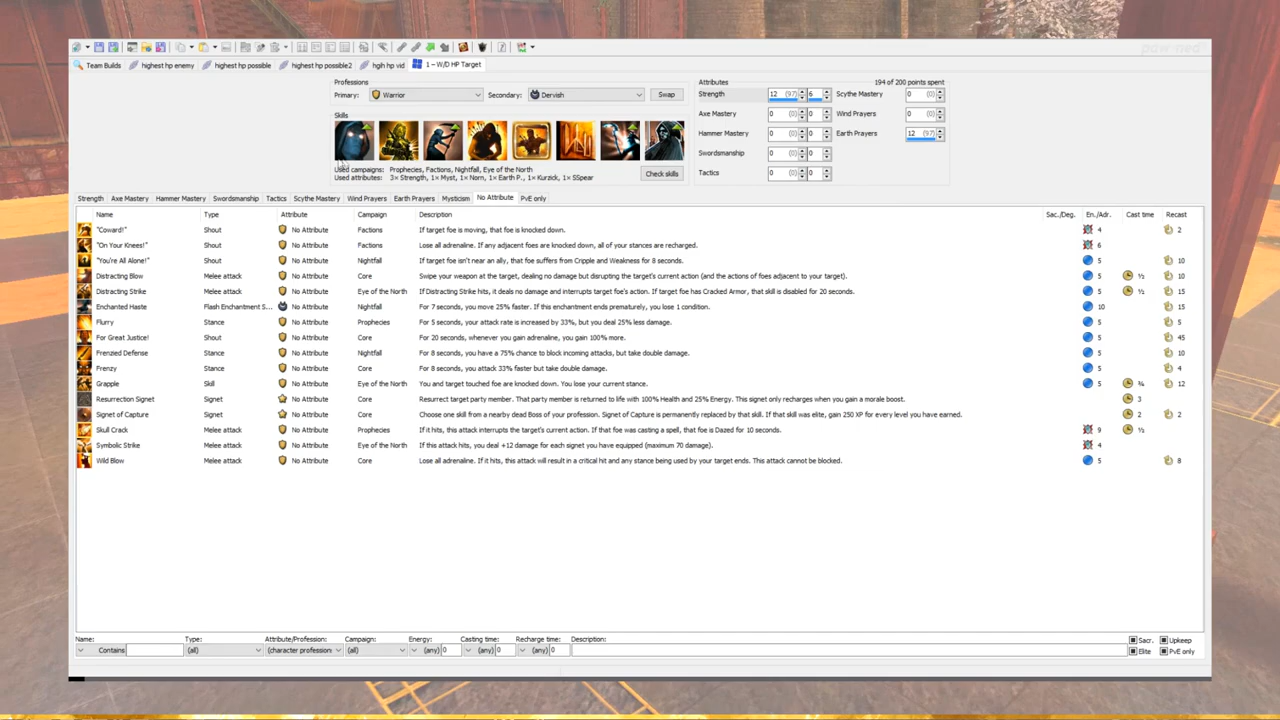 Team Builds highest hp enemy highest hp possible highest hp possible2 hgih hp vid 1 - W/D HP Target
Professions
Primary: Warrior Secondary: Dervish Swap
Skills
Used campaigns: Prophecies, Factions, Nightfall, Eye of the North
Used attributes: 3× Strength, 1× Myst, 1× Norn, 1× Earth P., 1× Kurzick, 1× SSpear
Check skills
Attributes 194 of 200 points spent
Strength 12 (97) 6 Scythe Mastery 0 (0)
Axe Mastery 0 (0) 0 Wind Prayers 0 (0)
Hammer Mastery 0 (0) 0 Earth Prayers 12 (97)
Swordsmanship 0 (0) 0
Tactics 0 (0) 0
Strength Axe Mastery Hammer Mastery Swordsmanship Tactics Scythe Mastery Wind Prayers Earth Prayers Mysticism No Attribute PvE only
Name Type Attribute Campaign Description Sac./Deg. En./Adr. Cast time Recast
"Coward!" Shout No Attribute Factions If target foe is moving, that foe is knocked down. 4 2
"On Your Knees!" Shout No Attribute Factions Lose all adrenaline. If any adjacent foes are knocked down, all of your stances are recharged. 6
"You're All Alone!" Shout No Attribute Nightfall If target foe isn't near an ally, that foe suffers from Cripple and Weakness for 8 seconds. 5 10
Distracting Blow Melee attack No Attribute Core Swipe your weapon at the target, dealing no damage but disrupting the target's current action (and the actions of foes adjacent to your target). 5 ½ 10
Distracting Strike Melee attack No Attribute Eye of the North If Distracting Strike hits, it deals no damage and interrupts target foe's action. If target foe has Cracked Armor, that skill is disabled for 20 seconds. 5 ½ 15
Enchanted Haste Flash Enchantment S... No Attribute Nightfall For 7 seconds, you move 25% faster. If this enchantment ends prematurely, you lose 1 condition. 10 15
Flurry Stance No Attribute Prophecies For 5 seconds, your attack rate is increased by 33%, but you deal 25% less damage. 5 5
For Great Justice! Shout No Attribute Core For 20 seconds, whenever you gain adrenaline, you gain 100% more. 5 45
Frenzied Defense Stance No Attribute Nightfall For 8 seconds, you have a 75% chance to block incoming attacks, but take double damage. 5 10
Frenzy Stance No Attribute Core For 8 seconds, you attack 33% faster but take double damage. 5 4
Grapple Skill No Attribute Eye of the North You and target touched foe are knocked down. You lose your current stance. 5 ¾ 12
Resurrection Signet Signet No Attribute Core Resurrect target party member. That party member is returned to life with 100% Health and 25% Energy. This signet only recharges when you gain a morale boost. 3
Signet of Capture Signet No Attribute Core Choose one skill from a nearby dead Boss of your profession. Signet of Capture is permanently replaced by that skill. If that skill was elite, gain 250 XP for every level you have earned. 2 2
Skull Crack Melee attack No Attribute Prophecies If it hits, this attack interrupts the target's current action. If that foe was casting a spell, that foe is Dazed for 10 seconds. 9 ½
Symbolic Strike Melee attack No Attribute Eye of the North If this attack hits, you deal +12 damage for each signet you have equipped (maximum 70 damage). 4
Wild Blow Melee attack No Attribute Core Lose all adrenaline. If it hits, this attack will result in a critical hit and any stance being used by your target ends. This attack cannot be blocked. 5 8
Name: Type: Attribute/Profession: Campaign: Energy: Casting time: Recharge time: Description: Sacr. Upkeep
Contains (all) (character profession (all) (any) 0 (any) 0 (any) 0 Elite PvE only